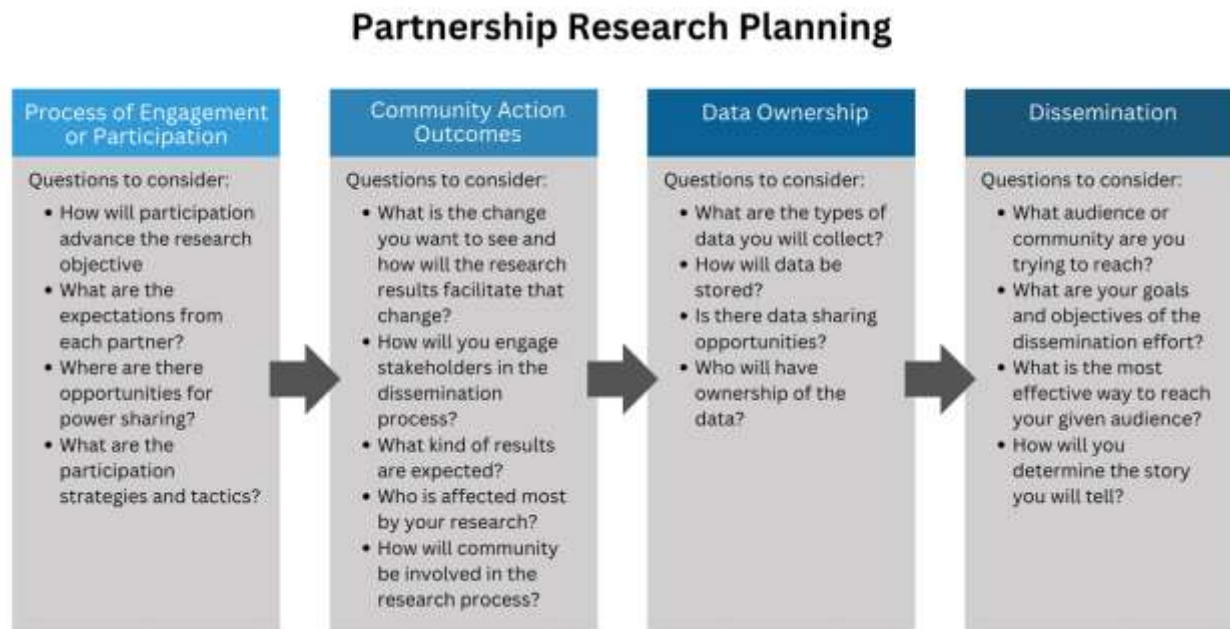 Partnership Research Planning
Process of Engagement
or Participation
Questions to consider:
• How will participation
advance the research
objective
• What are the
expectations from
each partner?
• Where are there
opportunities for
power sharing?
• What are the
participation
strategies and tactics?
Community Action
Outcomes
Questions to consider:
• What is the change
you want to see and
how will the research
results facilitate that
change?
• How will you engage
stakeholders in the
dissemination
process?
• What kind of results
are expected?
• Who is affected most
by your research?
• How will community
be involved in the
research process?
Data Ownership
Questions to consider:
• What are the types of
data you will collect?
• How will data be
stored?
• Is there data sharing
opportunities?
• Who will have
ownership of the
data?
Dissemination
Questions to consider:
• What audience or
community are you
trying to reach?
• What are your goals
and objectives of the
dissemination effort?
• What is the most
effective way to reach
your given audience?
• How will you
determine the story
you will tell?